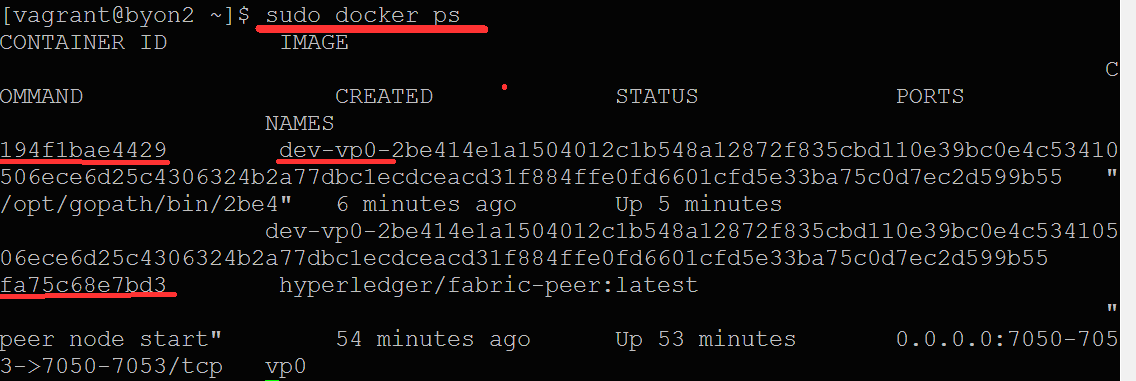 [vagrant@byon2 ~]$ sudo docker ps
CONTAINER ID        IMAGE
C
OMMAND                  CREATED             STATUS              PORTS
NAMES
194f1bae4429        dev-vp0-2be414e1a1504012c1b548a12872f835cbd110e39bc0e4c53410
506ece6d25c4306324b2a77dbc1ecdceacd31f884ffe0fd6601cfd5e33ba75c0d7ec2d599b55   "
/opt/gopath/bin/2be4"   6 minutes ago       Up 5 minutes
dev-vp0-2be414e1a1504012c1b548a12872f835cbd110e39bc0e4c534105
06ece6d25c4306324b2a77dbc1ecdceacd31f884ffe0fd6601cfd5e33ba75c0d7ec2d599b55
fa75c68e7bd3        hyperledger/fabric-peer:latest
"
peer node start"        54 minutes ago      Up 53 minutes       0.0.0.0:7050-705
3->7050-7053/tcp   vp0